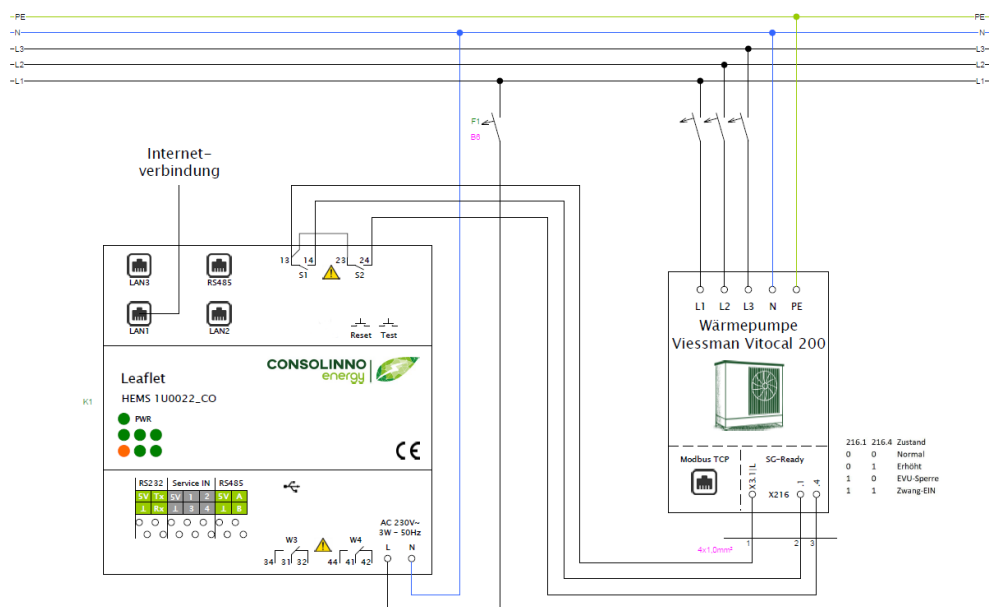 PE PE
N N
L3 L3
L2 L2
L1 L1
F1
B6
Internet-
verbindung
13 14 23 24
S1 S2
LAN3 RS485
LAN1 LAN2
Reset Test
L1 L2 L3 N PE
Wärmepumpe
Viessman Vitocal 200
CONSOLINNO
energy
Leaflet
HEMS 1U0022_CO
K1
PWR
CE
Modbus TCP SG-Ready
X3.1|L X216 .1 .4
216.1 216.4 Zustand
0 0 Normal
0 1 Erhöht
1 0 EVU-Sperre
1 1 Zwang-EIN
RS232 Service IN RS485
5V Tx 5V 1 2 5V A
⊥ Rx ⊥ 3 4 ⊥ B
AC 230V~
3W - 50Hz
W3 W4 L N
34 31 32 44 41 42
4x1,0mm²
1 2 3